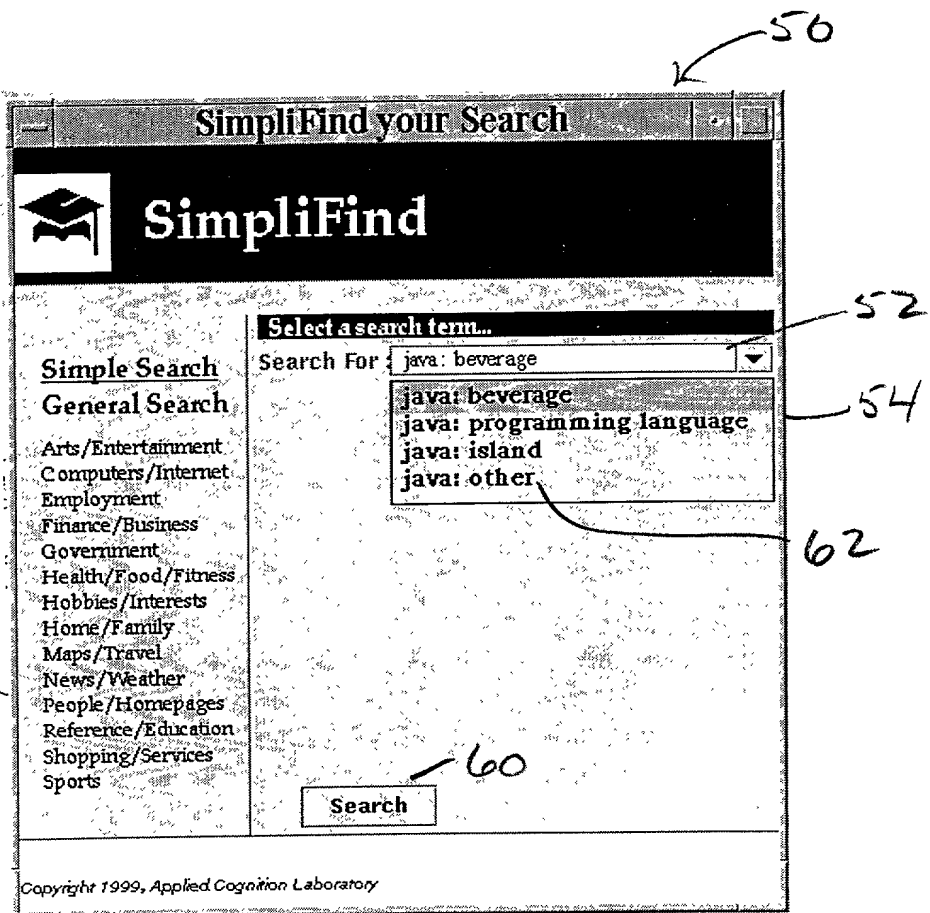 50
SimpliFind your Search
SimpliFind
Select a search term...
52
Search For : java: beverage
Simple Search
General Search
java: beverage
java: programming language
java: island
java: other
54
62
Arts/Entertainment
Computers/Internet
Employment
Finance/Business
Government
Health/Food/Fitness
Hobbies/Interests
Home/Family
Maps/Travel
News/Weather
People/Homepages
Reference/Education
Shopping/Services
Sports
60
Search
Copyright 1999, Applied Cognition Laboratory